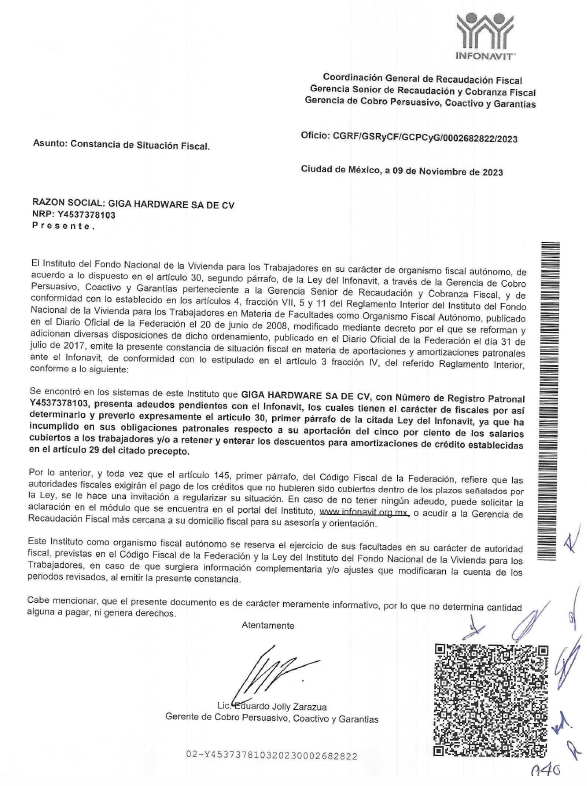 INFONAVIT
Coordinación General de Recaudación Fiscal
Gerencia Senior de Recaudación y Cobranza Fiscal
Gerencia de Cobro Persuasivo, Coactivo y Garantías
Oficio: CGRF/GSRyCF/GCPCyG/0002682822/2023
Asunto: Constancia de Situación Fiscal.
Ciudad de México, a 09 de Noviembre de 2023
RAZON SOCIAL: GIGA HARDWARE SA DE CV
NRP: Y4537378103
Presente.
El Instituto del Fondo Nacional de la Vivienda para los Trabajadores en su carácter de organismo fiscal autónomo, de
acuerdo a lo dispuesto en el artículo 30, segundo párrafo, de la Ley del Infonavit, a través de la Gerencia de Cobro
Persuasivo, Coactivo y Garantías perteneciente a la Gerencia Senior de Recaudación y Cobranza Fiscal, y de
conformidad con lo establecido en los artículos 4, fracción VII, 5 y 11 del Reglamento Interior del Instituto del Fondo
Nacional de la Vivienda para los Trabajadores en Materia de Facultades como Organismo Fiscal Autónomo, publicado
en el Diario Oficial de la Federación el 20 de junio de 2008, modificado mediante decreto por el que se reforman y
adicionan diversas disposiciones de dicho ordenamiento, publicado en el Diario Oficial de la Federación el día 31 de
julio de 2017, emite la presente constancia de situación fiscal en materia de aportaciones y amortizaciones patronales
ante el Infonavit, de conformidad con lo estipulado en el artículo 3 fracción IV, del referido Reglamento Interior,
conforme a lo siguiente:
Se encontró en los sistemas de este Instituto que GIGA HARDWARE SA DE CV, con Número de Registro Patronal
Y4537378103, presenta adeudos pendientes con el Infonavit, los cuales tienen el carácter de fiscales por así
determinarlo y preverlo expresamente el artículo 30, primer párrafo de la citada Ley del Infonavit, ya que ha
incumplido en sus obligaciones patronales respecto a su aportación del cinco por ciento de los salarios
cubiertos a los trabajadores y/o a retener y enterar los descuentos para amortizaciones de crédito establecidas
en el artículo 29 del citado precepto.
Por lo anterior, y toda vez que el artículo 145, primer párrafo, del Código Fiscal de la Federación, refiere que las
autoridades fiscales exigirán el pago de los créditos que no hubieren sido cubiertos dentro de los plazos señalados por
la Ley, se le hace una invitación a regularizar su situación. En caso de no tener ningún adeudo, puede solicitar la
aclaración en el módulo que se encuentra en el portal del Instituto, www.infonavit.org.mx, o acudir a la Gerencia de
Recaudación Fiscal más cercana a su domicilio fiscal para su asesoría y orientación.
Este Instituto como organismo fiscal autónomo se reserva el ejercicio de sus facultades en su carácter de autoridad
fiscal, previstas en el Código Fiscal de la Federación y la Ley del Instituto del Fondo Nacional de la Vivienda para los
Trabajadores, en caso de que surgiera información complementaria y/o ajustes que modificaran la cuenta de los
periodos revisados, al emitir la presente constancia.
Cabe mencionar, que el presente documento es de carácter meramente informativo, por lo que no determina cantidad
alguna a pagar, ni genera derechos.
Atentamente
Lic. Eduardo Jolly Zarazua
Gerente de Cobro Persuasivo, Coactivo y Garantías
02-Y453737810320230002682822